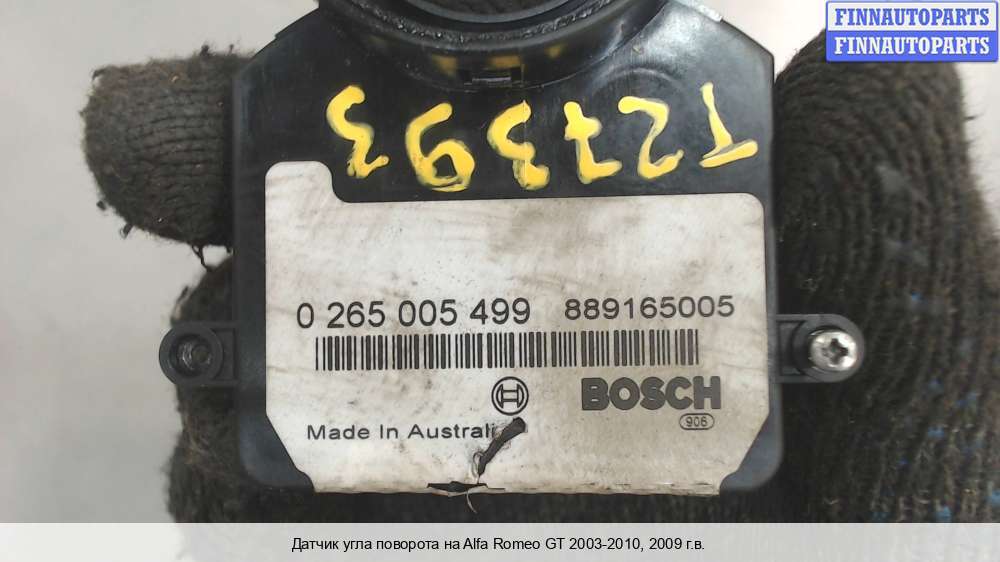 FINNAUTOPARTS
FINNAUTOPARTS
T27393
0 265 005 499 889165005
BOSCH
906
Made In Australi
Датчик угла поворота на Alfa Romeo GT 2003-2010, 2009 г.в.